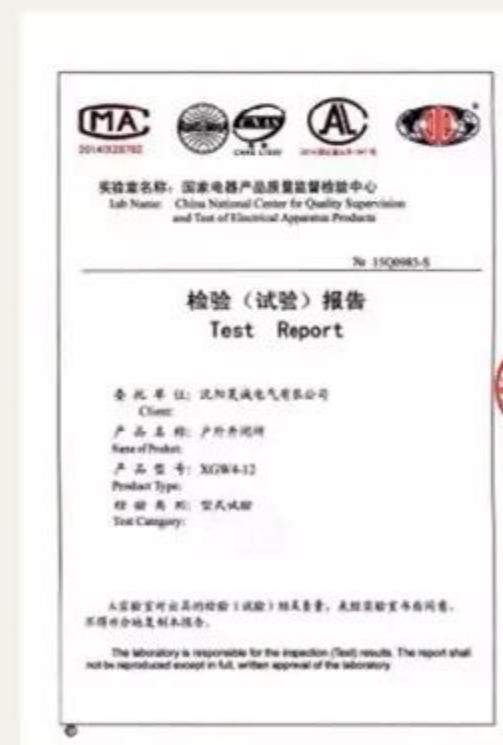 MA
CNAS
AL
实验室名称：国家电器产品质量监督检验中心
Lab Name: China National Center for Quality Supervision
and Test of Electrical Apparatus Products
№ 15Q0983-S
检验（试验）报告
Test Report
委托单位：沈阳昊诚电气有限公司
Client:
产品名称：户外开闭所
Name of Product:
产品型号：XGW4-12
Product Type:
检验类别：型式试验
Test Category:
本实验室对出具的检验（试验）结果负责，未经实验室书面同意，
不得部分地复制本报告。
The laboratory is responsible for the inspection (Test) results. The report shall
not be reproduced except in full, written approval of the laboratory